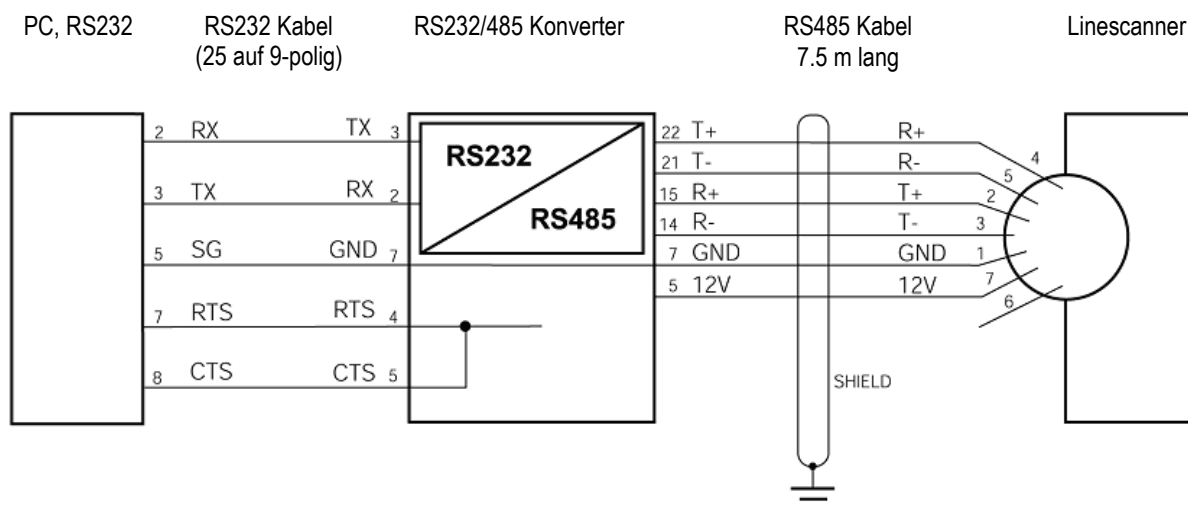 PC, RS232 RS232 Kabel RS232/485 Konverter RS485 Kabel Linescanner
(25 auf 9-polig) 7.5 m lang
2 RX TX 3 22 T+ R+ 4
RS232
21 T- R- 5
3 TX RX 2 15 R+ T+ 2
RS485
14 R- T- 3
5 SG GND 7 7 GND GND 1
5 12V 12V 7
6
7 RTS RTS 4
8 CTS CTS 5
SHIELD